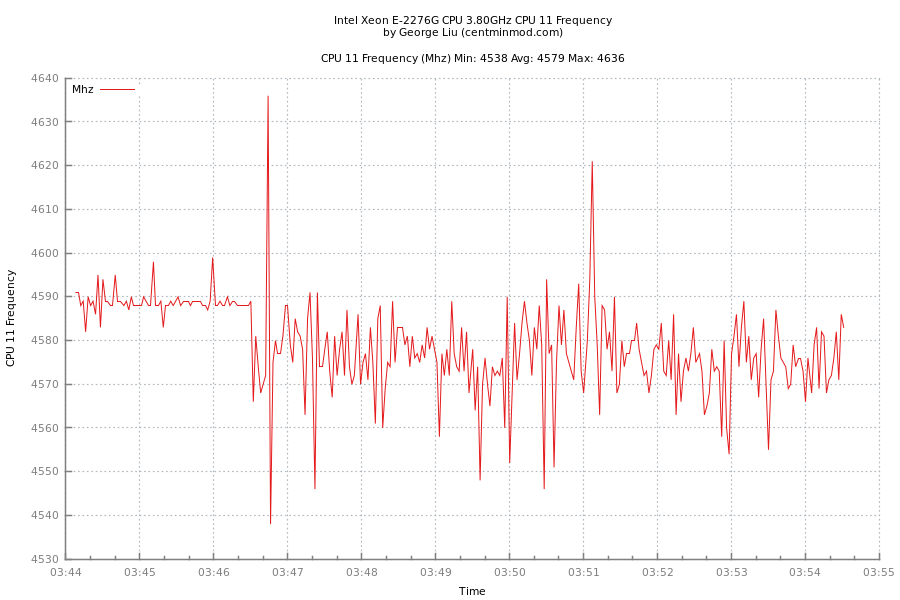 Intel Xeon E-2276G CPU 3.80GHz CPU 11 Frequency
by George Liu (centminmod.com)
CPU 11 Frequency (Mhz) Min: 4538 Avg: 4579 Max: 4636
Mhz
4640
4630
4620
4610
4600
4590
4580
4570
4560
4550
4540
4530
CPU 11 Frequency
03:44 03:45 03:46 03:47 03:48 03:49 03:50 03:51 03:52 03:53 03:54 03:55
Time